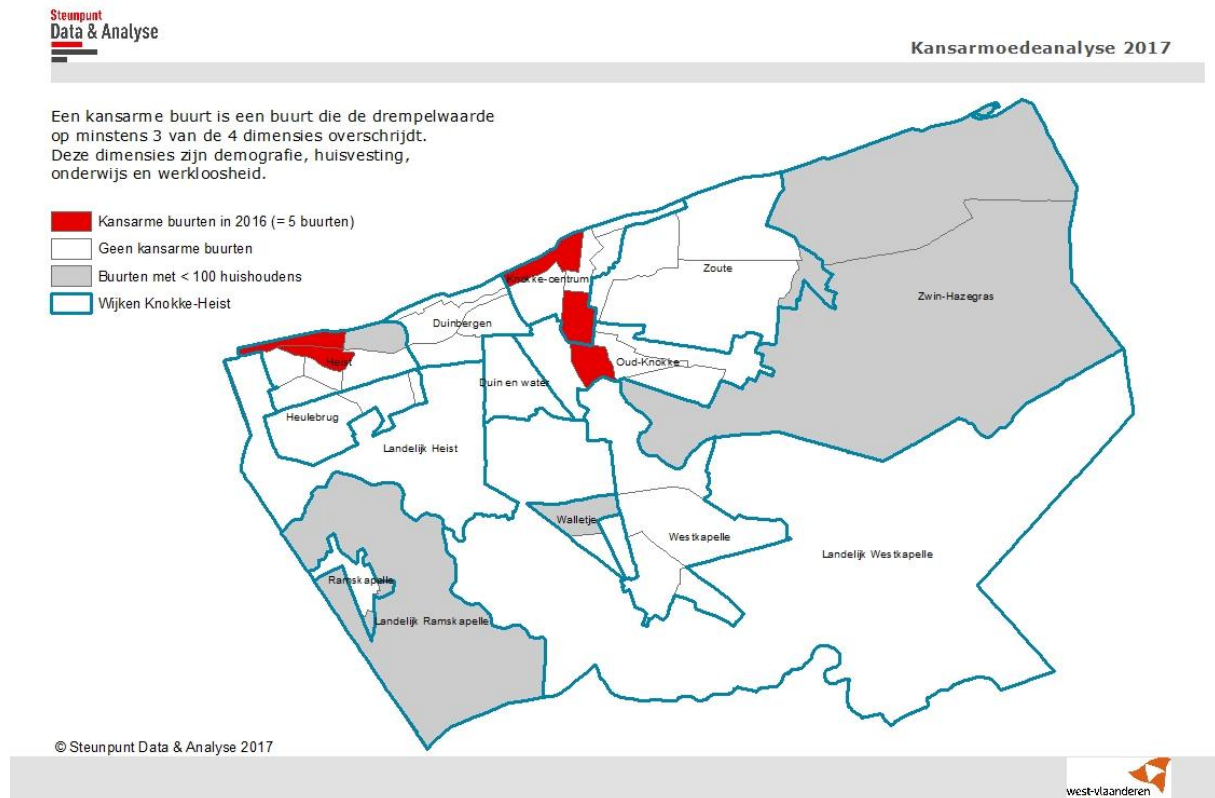 Steunpunt
Data & Analyse
Kansarmoedeanalyse 2017
Een kansarme buurt is een buurt die de drempelwaarde
op minstens 3 van de 4 dimensies overschrijdt.
Deze dimensies zijn demografie, huisvesting,
onderwijs en werkloosheid.
Kansarme buurten in 2016 (= 5 buurten)
Geen kansarme buurten
Buurten met < 100 huishoudens
Wijken Knokke-Heist
Zoute
Knokke-centrum
Zwin-Hazegras
Duinbergen
Heist
Oud-Knokke
Duin en water
Heulebrug
Landelijk Heist
Walletje
Westkapelle
Landelijk Westkapelle
Ramskapelle
Landelijk Ramskapelle
© Steunpunt Data & Analyse 2017
west-vlaanderen